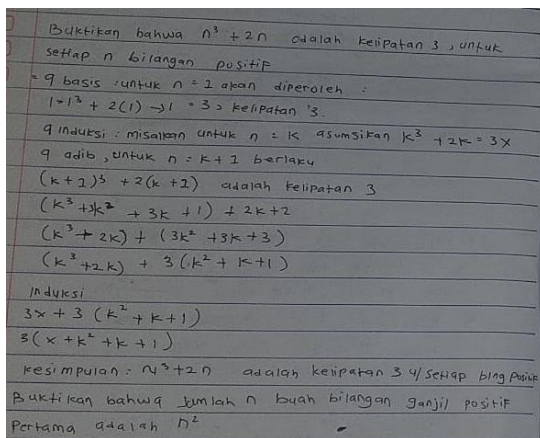 Buktikan bahwa n³ + 2n adalah kelipatan 3, untuk
setiap n bilangan positif
= 9 basis : untuk n = 1 akan diperoleh :
1 = 1³ + 2(1) → 1 = 3, kelipatan 3.
9 induksi : misalkan untuk n = k asumsikan k³ + 2k = 3x
9 adib, untuk n = k + 1 berlaku
(k + 1)³ + 2(k + 1) adalah kelipatan 3
(k³ + 3k² + 3k + 1) + 2k + 2
(k³ + 2k) + (3k² + 3k + 3)
(k³ + 2k) + 3(k² + k + 1)
Induksi
3x + 3 (k² + k + 1)
3(x + k² + k + 1)
Kesimpulan : n³ + 2n adalah kelipatan 3 u/ setiap blng positif
Buktikan bahwa Jumlah n buah bilangan ganjil positif
Pertama adalah n²